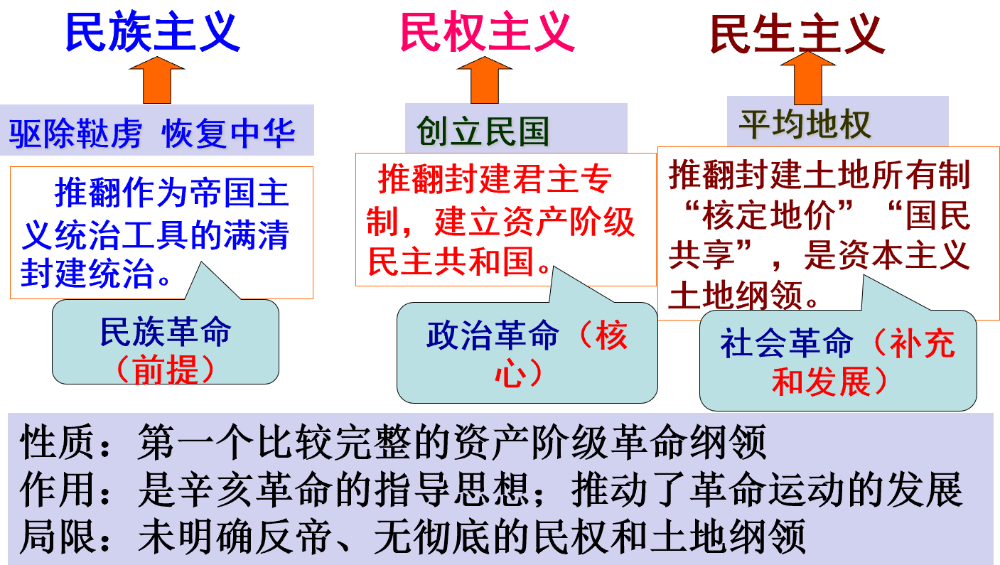 民族主义
驱除鞑虏 恢复中华
推翻作为帝国主
义统治工具的满清
封建统治。
民族革命
（前提）
民权主义
创立民国
推翻封建君主专
制，建立资产阶级
民主共和国。
政治革命（核
心）
民生主义
平均地权
推翻封建土地所有制
“核定地价”“国民
共享”，是资本主义
土地纲领。
社会革命（补充
和发展）
性质：第一个比较完整的资产阶级革命纲领
作用：是辛亥革命的指导思想；推动了革命运动的发展
局限：未明确反帝、无彻底的民权和土地纲领